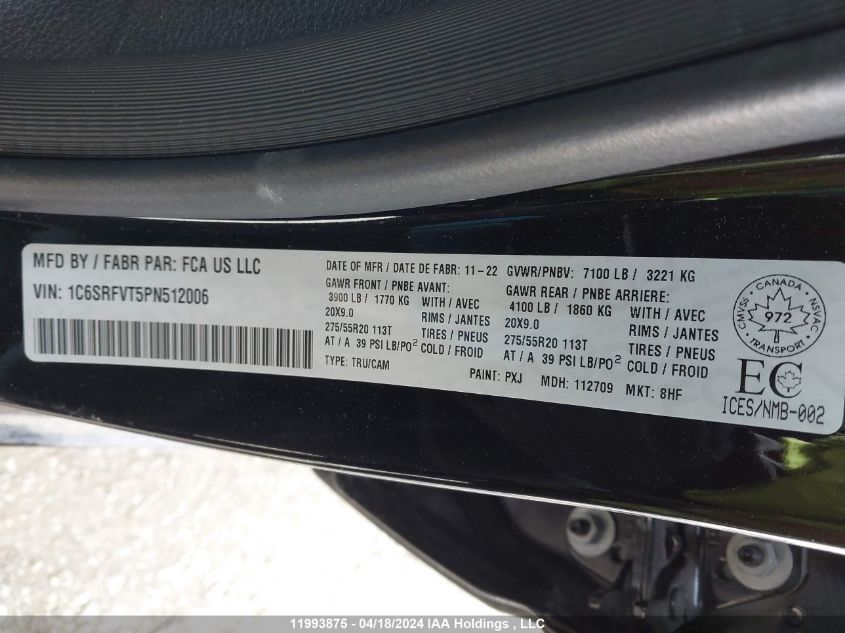 MFD BY / FABR PAR: FCA US LLC
VIN: 1C6SRFVT5PN512006
DATE OF MFR / DATE DE FABR: 11-22 GVWR/PNBV: 7100 LB / 3221 KG
GAWR FRONT / PNBE AVANT:
3900 LB / 1770 KG WITH / AVEC
20X9.0 RIMS / JANTES
275/55R20 113T TIRES / PNEUS
AT / A 39 PSI LB/PO² COLD / FROID
GAWR REAR / PNBE ARRIERE:
4100 LB / 1860 KG WITH / AVEC
20X9.0 RIMS / JANTES
275/55R20 113T TIRES / PNEUS
AT / A 39 PSI LB/PO² COLD / FROID
TYPE: TRU/CAM PAINT: PXJ MDH: 112709 MKT: 8HF
CANADA
CMVSS NSVAC
972
TRANSPORT
EC
ICES/NMB-002
11993875 - 04/18/2024 IAA Holdings , LLC